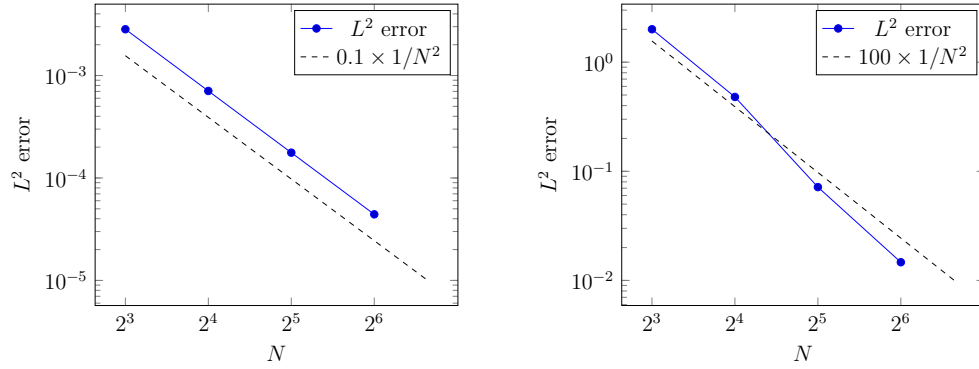 L² error
0.1 × 1/N²
10⁻³
10⁻⁴
10⁻⁵
L² error
2³ 2⁴ 2⁵ 2⁶
N
L² error
100 × 1/N²
10⁰
10⁻¹
10⁻²
L² error
2³ 2⁴ 2⁵ 2⁶
N